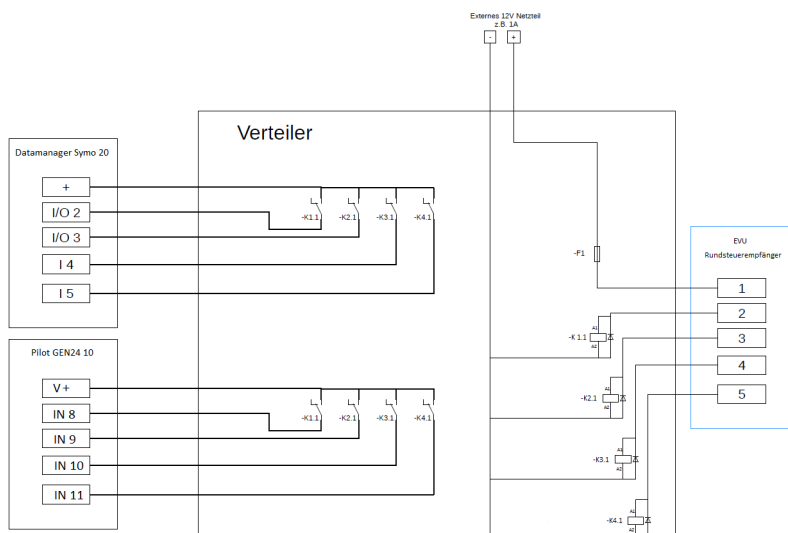 Externes 12V Netzteil
z.B. 1A
- +
Verteiler
Datamanager Symo 20
+
I/O 2
I/O 3
I 4
I 5
-K1.1 -K2.1 -K3.1 -K4.1
-F1
EVU
Rundsteuerempfänger
1
2
3
4
5
A1
-K 1.1
A2
A1
-K2.1
A2
A1
-K3.1
A2
A1
-K4.1
A2
Pilot GEN24 10
V+
IN 8
IN 9
IN 10
IN 11
-K1.1 -K2.1 -K3.1 -K4.1